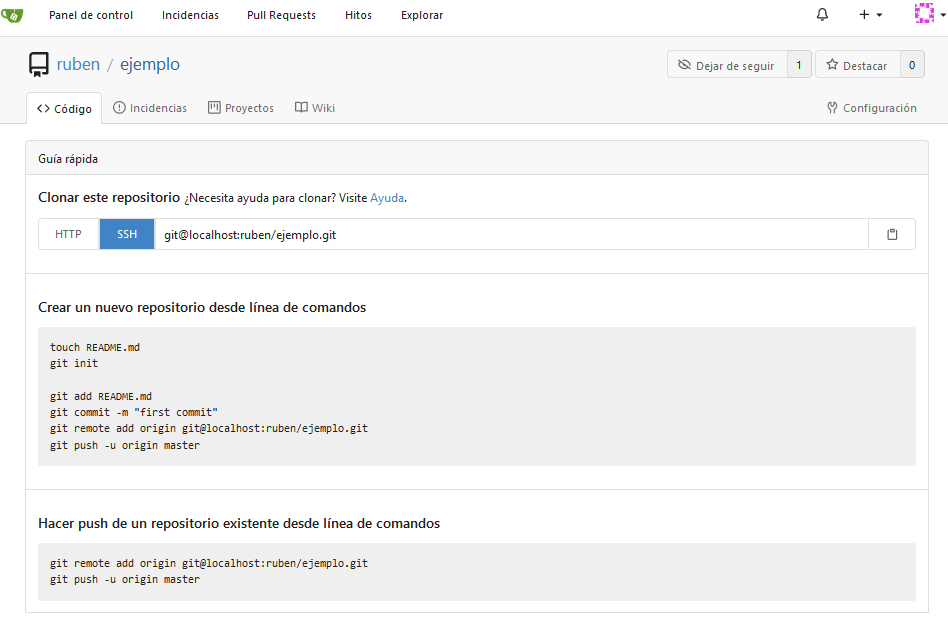 Panel de control Incidencias Pull Requests Hitos Explorar
ruben / ejemplo
Dejar de seguir 1 Destacar 0
Código Incidencias Proyectos Wiki Configuración
Guía rápida
Clonar este repositorio ¿Necesita ayuda para clonar? Visite Ayuda.
HTTP SSH git@localhost:ruben/ejemplo.git
Crear un nuevo repositorio desde línea de comandos
touch README.md
git init
git add README.md
git commit -m "first commit"
git remote add origin git@localhost:ruben/ejemplo.git
git push -u origin master
Hacer push de un repositorio existente desde línea de comandos
git remote add origin git@localhost:ruben/ejemplo.git
git push -u origin master